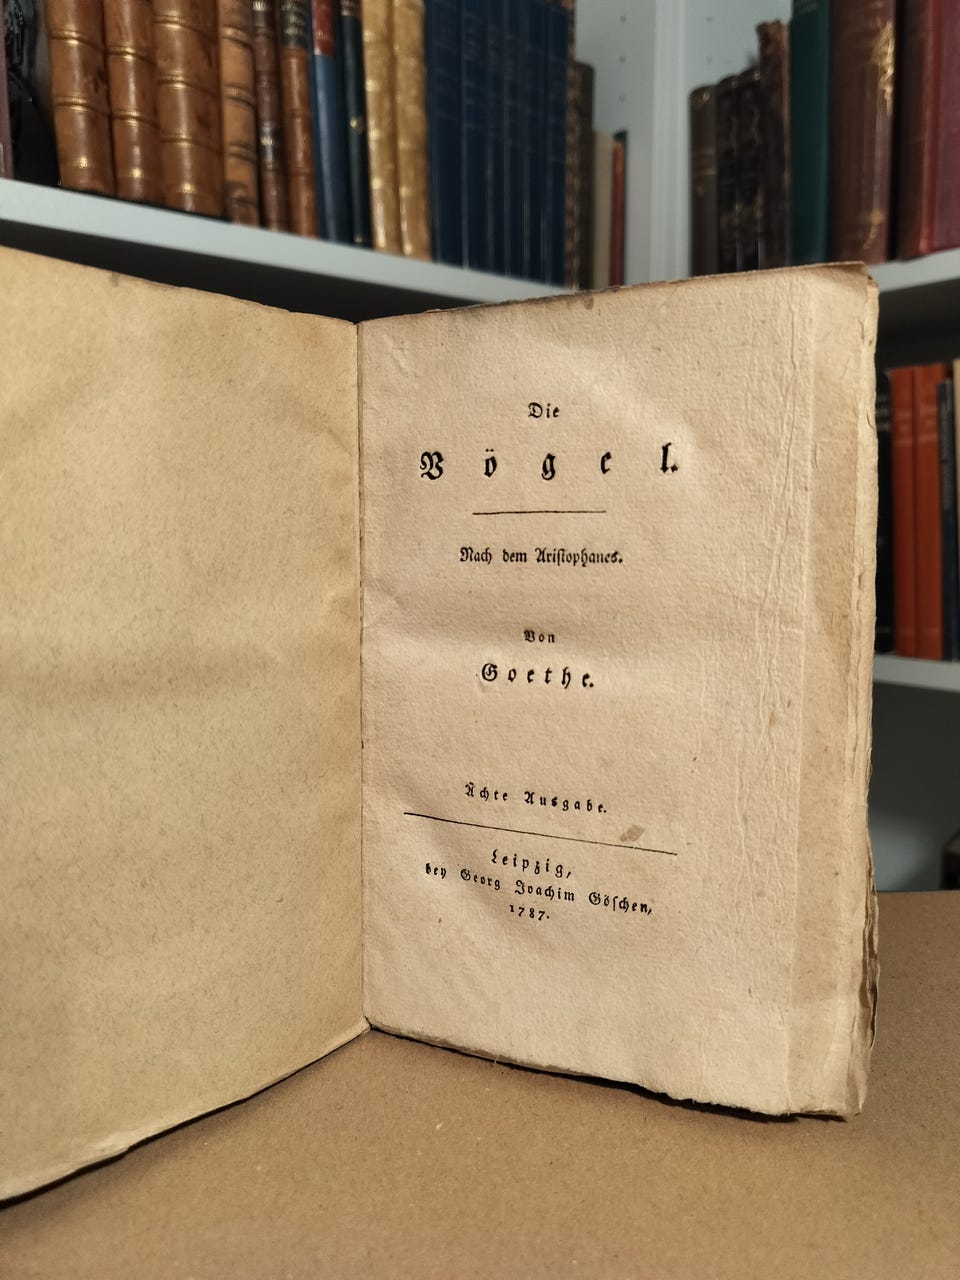 Die
Vögel.
Nach dem Ariſtophanes.
Von
Goethe.
Ächte Ausgabe.
Leipzig,
bey Georg Joachim Göſchen,
1787.